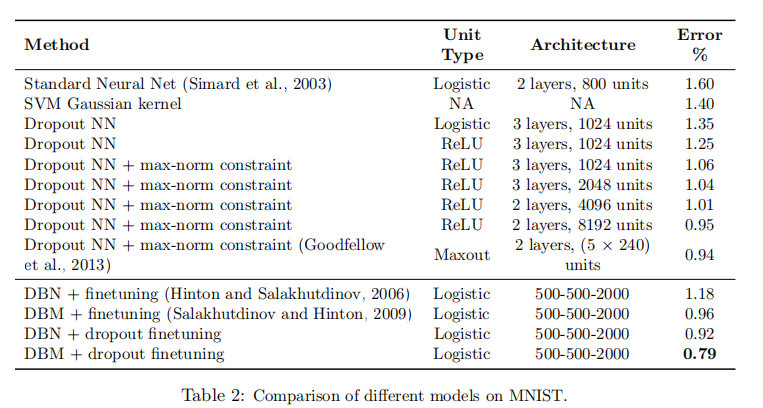 Method Unit Type Architecture Error %
Standard Neural Net (Simard et al., 2003) Logistic 2 layers, 800 units 1.60
SVM Gaussian kernel NA NA 1.40
Dropout NN Logistic 3 layers, 1024 units 1.35
Dropout NN ReLU 3 layers, 1024 units 1.25
Dropout NN + max-norm constraint ReLU 3 layers, 1024 units 1.06
Dropout NN + max-norm constraint ReLU 3 layers, 2048 units 1.04
Dropout NN + max-norm constraint ReLU 2 layers, 4096 units 1.01
Dropout NN + max-norm constraint ReLU 2 layers, 8192 units 0.95
Dropout NN + max-norm constraint (Goodfellow et al., 2013) Maxout 2 layers, (5 × 240) units 0.94
DBN + finetuning (Hinton and Salakhutdinov, 2006) Logistic 500-500-2000 1.18
DBM + finetuning (Salakhutdinov and Hinton, 2009) Logistic 500-500-2000 0.96
DBN + dropout finetuning Logistic 500-500-2000 0.92
DBM + dropout finetuning Logistic 500-500-2000 0.79
Table 2: Comparison of different models on MNIST.